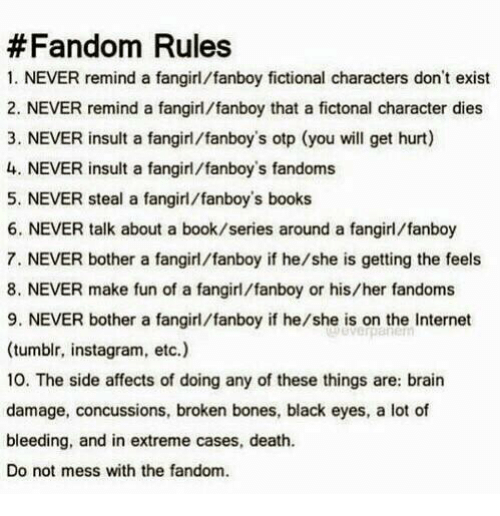 #Fandom Rules
1. NEVER remind a fangirl/fanboy fictional characters don't exist
2. NEVER remind a fangirl/fanboy that a fictonal character dies
3. NEVER insult a fangirl/fanboy's otp (you will get hurt)
4. NEVER insult a fangirl/fanboy's fandoms
5. NEVER steal a fangirl/fanboy's books
6. NEVER talk about a book/series around a fangirl/fanboy
7. NEVER bother a fangirl/fanboy if he/she is getting the feels
8. NEVER make fun of a fangirl/fanboy or his/her fandoms
9. NEVER bother a fangirl/fanboy if he/she is on the Internet
(tumblr, instagram, etc.)
10. The side affects of doing any of these things are: brain
damage, concussions, broken bones, black eyes, a lot of
bleeding, and in extreme cases, death.
Do not mess with the fandom.